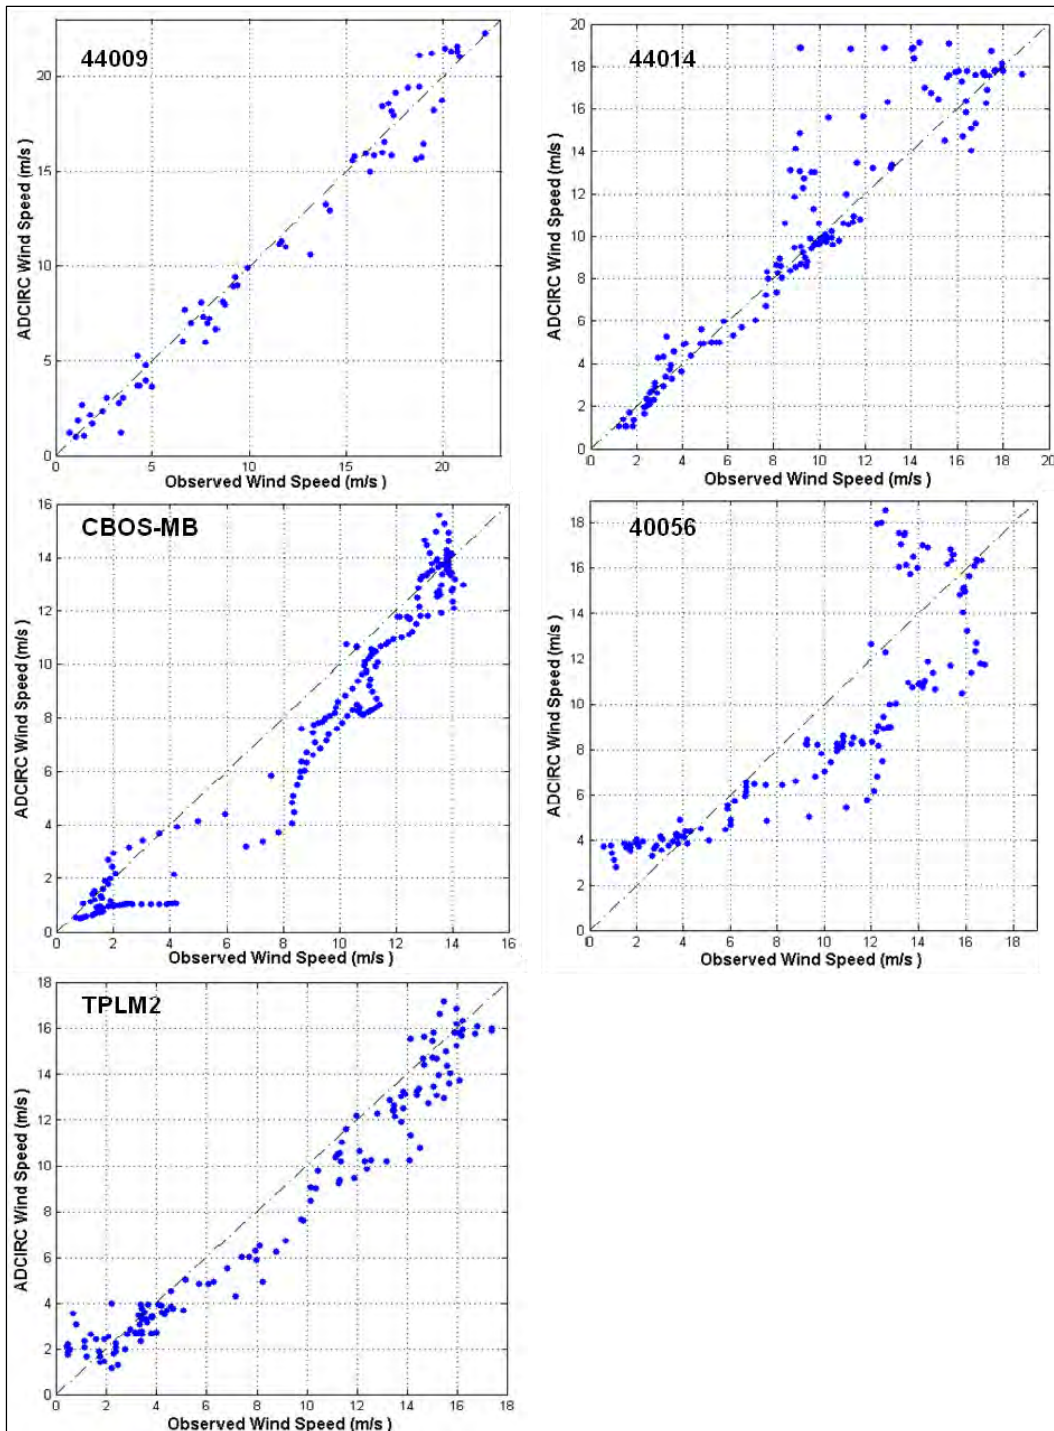 44009
ADCIRC Wind Speed (m/s )
20
15
10
5
0
0 5 10 15 20
Observed Wind Speed (m/s )
44014
ADCIRC Wind Speed (m/s )
20
18
16
14
12
10
8
6
4
2
0
0 2 4 6 8 10 12 14 16 18 20
Observed Wind Speed (m/s )
CBOS-MB
ADCIRC Wind Speed (m/s )
16
14
12
10
8
6
4
2
0
0 2 4 6 8 10 12 14 16
Observed Wind Speed (m/s )
40056
ADCIRC Wind Speed (m/s )
18
16
14
12
10
8
6
4
2
0
0 2 4 6 8 10 12 14 16 18
Observed Wind Speed (m/s )
TPLM2
ADCIRC Wind Speed (m/s )
18
16
14
12
10
8
6
4
2
0
0 2 4 6 8 10 12 14 16 18
Observed Wind Speed (m/s )